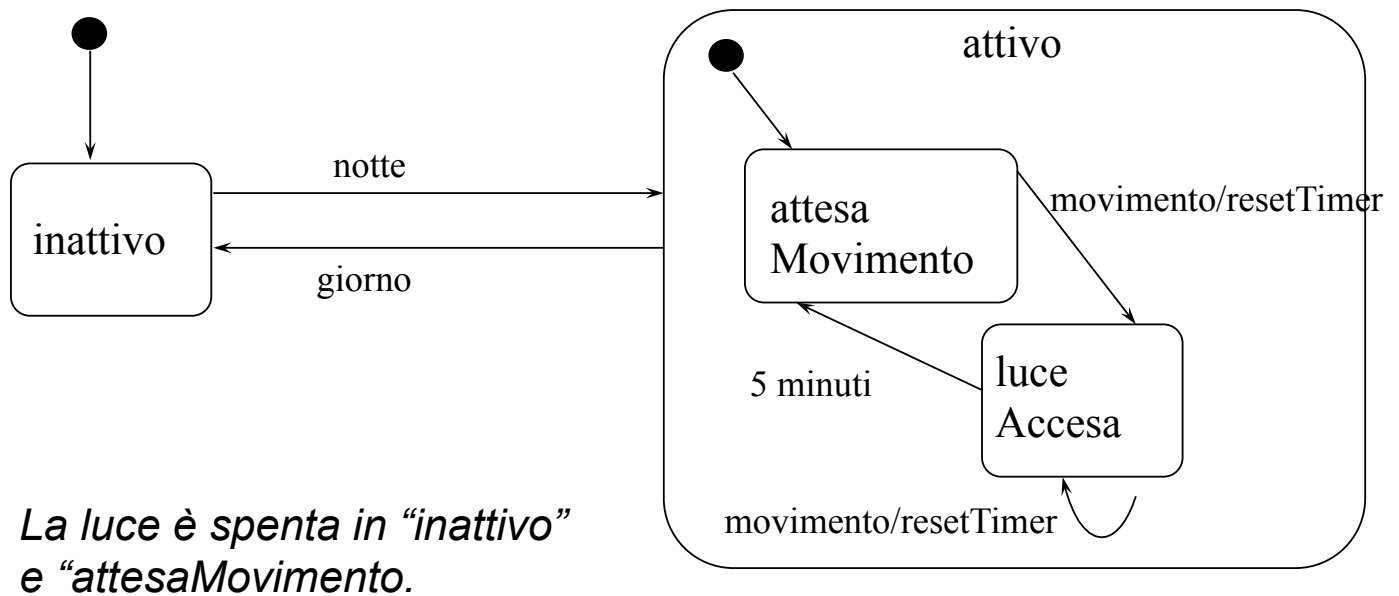 attivo
notte
inattivo
giorno
attesa
Movimento
movimento/resetTimer
5 minuti
luce
Accesa
movimento/resetTimer
La luce è spenta in “inattivo”
e “attesaMovimento.